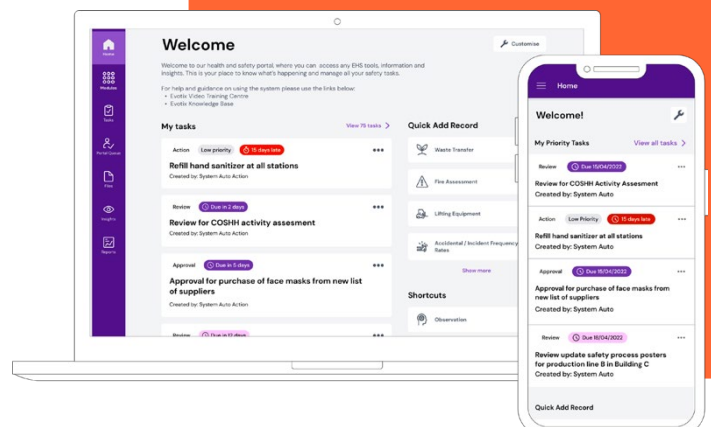 Welcome
Customise
Welcome to our health and safety portal, where you can access any EHS tools, information and
insights. This is your place to know what's happening and manage all your safety tasks.
For help and guidance on using the system please use the links below:
• Evotix Video Training Centre
• Evotix Knowledge Base
Home
Modules
Tasks
Portal Queue
Files
Insights
Reports
My tasks
View 75 tasks
Action
Low priority
15 days late
Refill hand sanitizer at all stations
Created by: System Auto Action
Review
Due in 2 days
Review for COSHH activity assesment
Created by: System Auto Action
Approval
Due in 5 days
Approval for purchase of face masks from new list
of suppliers
Created by: System Auto Action
Review
Due in 12 days
Quick Add Record
Waste Transfer
Fire Assessment
Lifting Equipment
Accidental / Incident Frequency
Rates
Show more
Shortcuts
Observation
Home
Welcome!
My Priority Tasks
View all tasks
Review
Due 15/04/2022
Review for COSHH Activity Assesment
Created by: System Auto
Action
Low Priority
15 days late
Refill hand sanitizer at all stations
Created by: System Auto
Approval
Due 15/04/2022
Approval for purchase of face masks from
new list of suppliers
Created by: System Auto
Review
Due 18/04/2022
Review update safety process posters
for production line B in Building C
Created by: System Auto
Quick Add Record